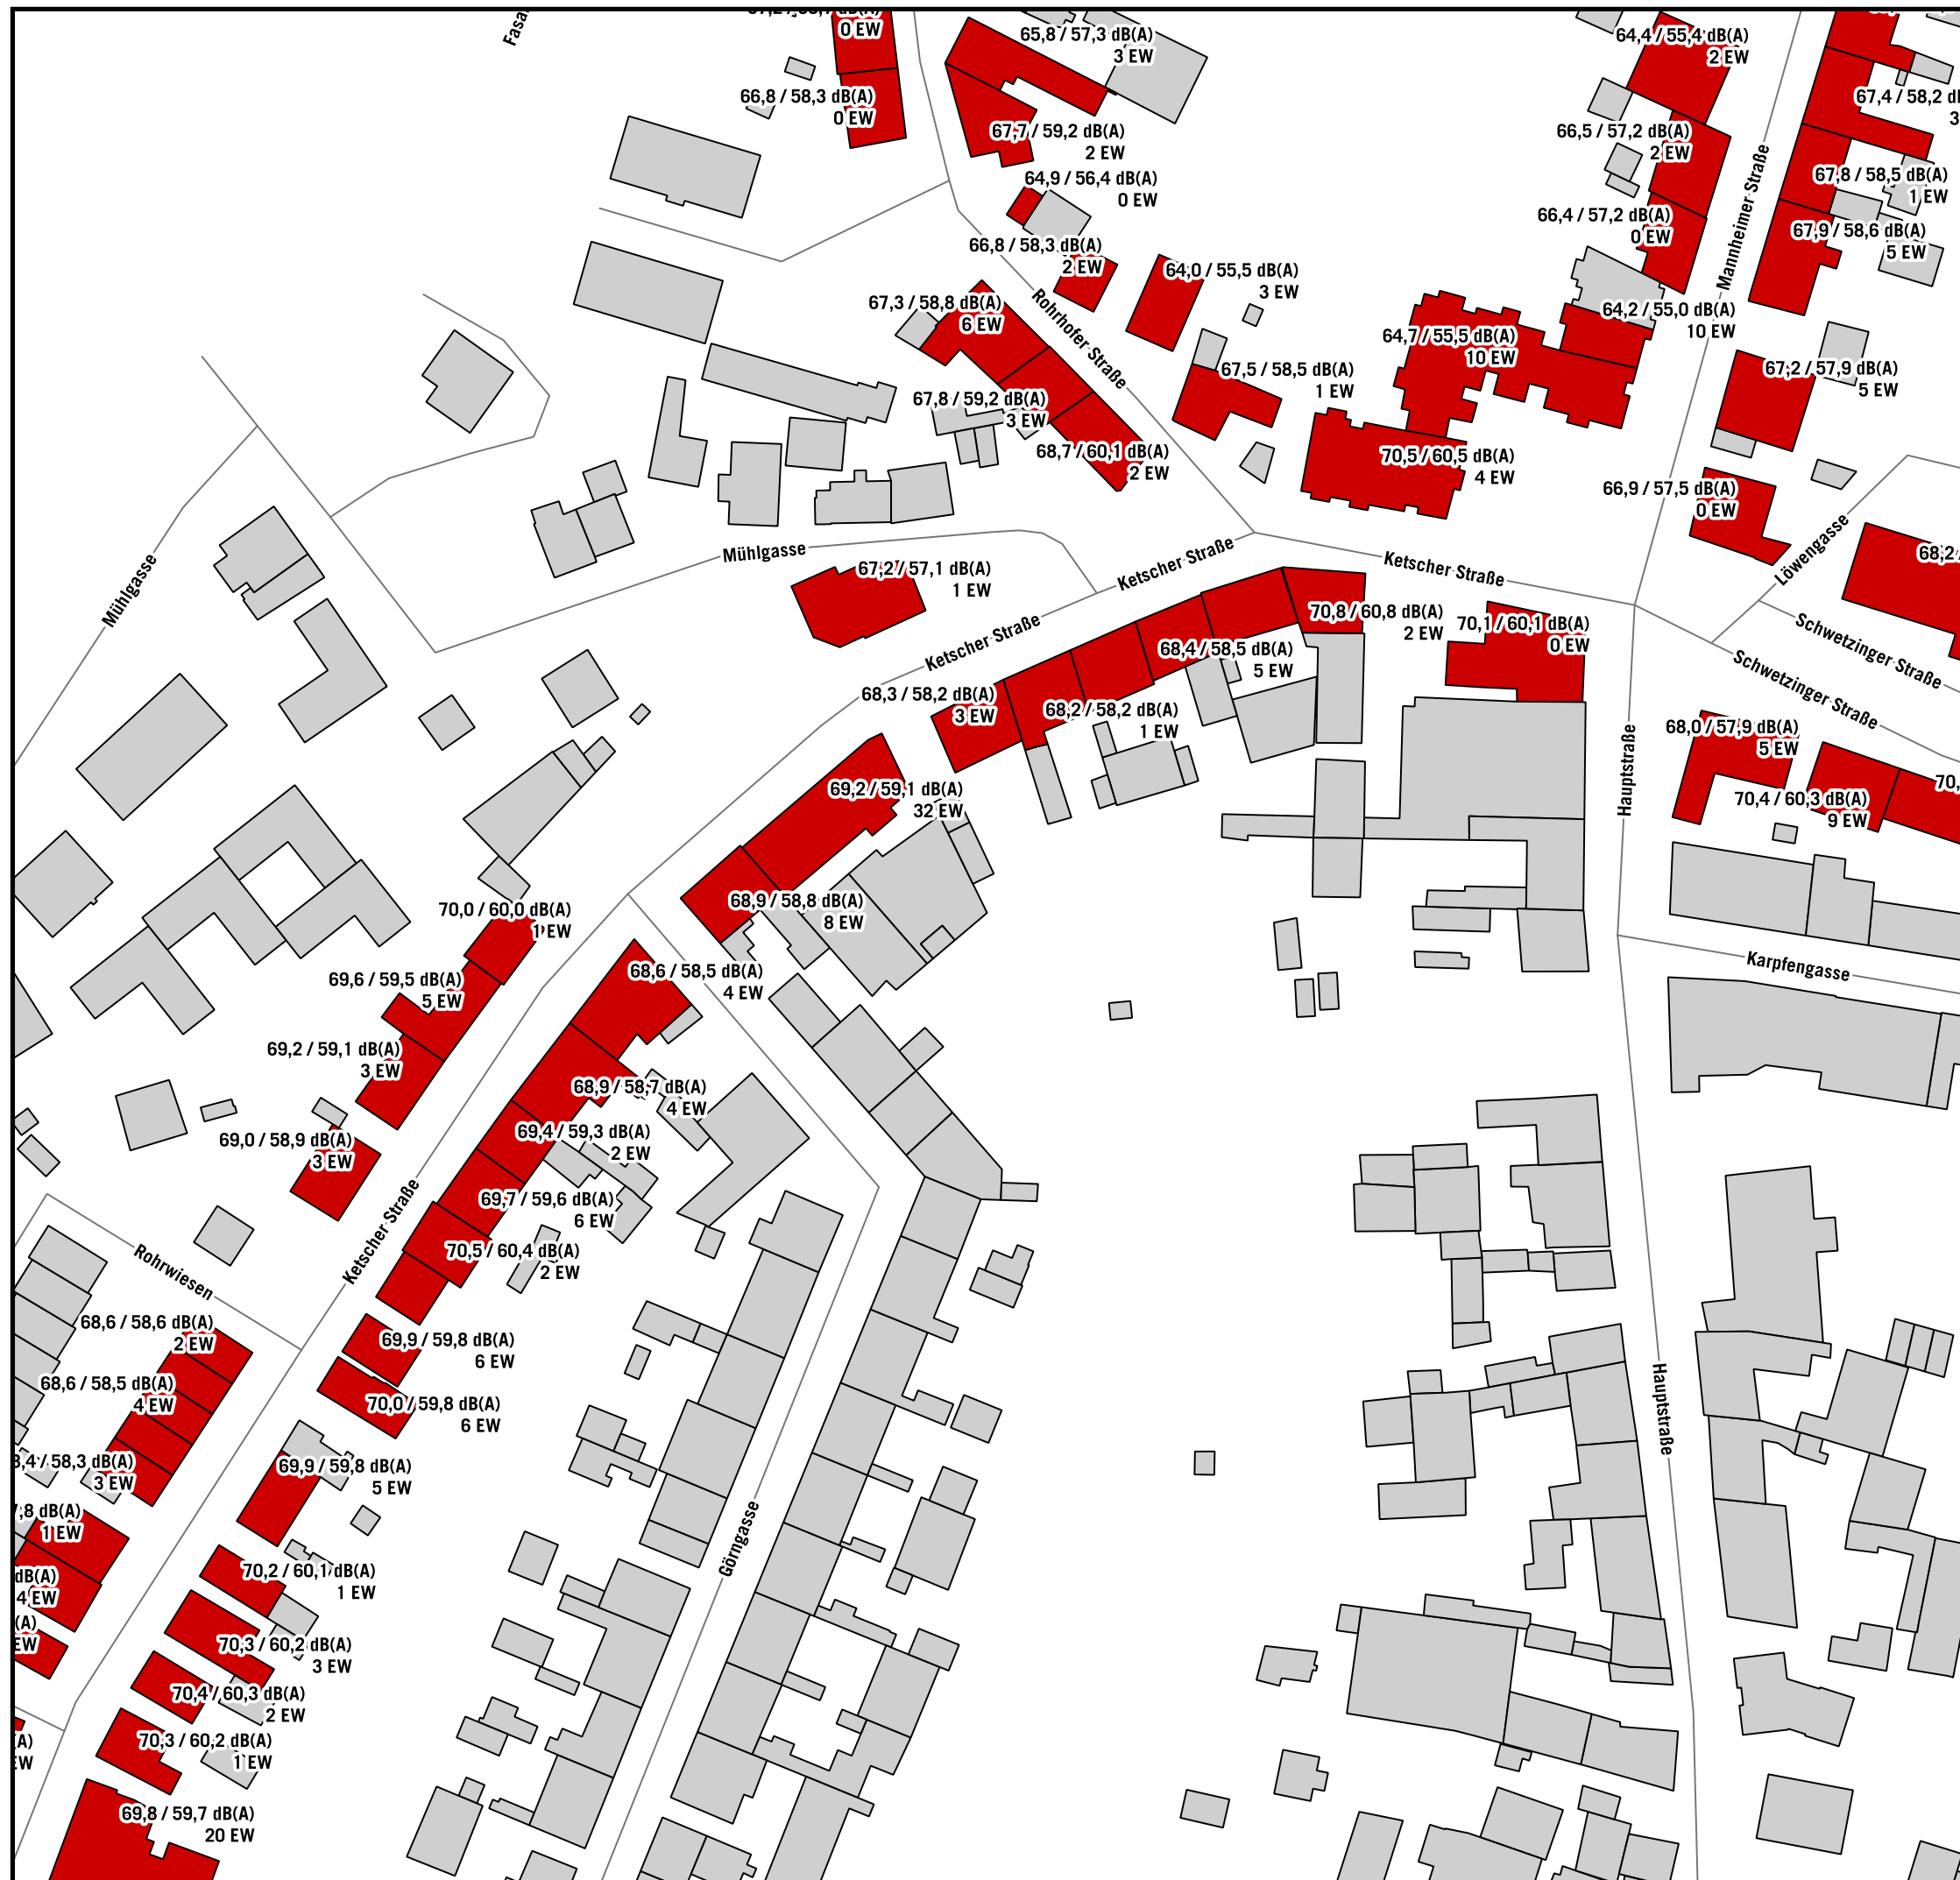 0 EW
66,8 / 58,3 dB(A)
0 EW
65,8 / 57,3 dB(A)
3 EW
67,7 / 59,2 dB(A)
2 EW
64,9 / 56,4 dB(A)
0 EW
66,8 / 58,3 dB(A)
2 EW
64,0 / 55,5 dB(A)
3 EW
67,3 / 58,8 dB(A)
6 EW
Rohrhofer Straße
67,8 / 59,2 dB(A)
3 EW
67,5 / 58,5 dB(A)
1 EW
68,7 / 60,1 dB(A)
2 EW
64,4 / 55,4 dB(A)
2 EW
66,5 / 57,2 dB(A)
2 EW
66,4 / 57,2 dB(A)
0 EW
Mannheimer Straße
67,4 / 58,2
67,8 / 58,5 dB(A)
1 EW
67,9 / 58,6 dB(A)
5 EW
64,2 / 55,0 dB(A)
10 EW
64,7 / 55,5 dB(A)
10 EW
67,2 / 57,9 dB(A)
5 EW
70,5 / 60,5 dB(A)
4 EW
66,9 / 57,5 dB(A)
0 EW
Löwengasse
68,2
Mühlgasse
Mühlgasse
67,2 / 57,1 dB(A)
1 EW
Ketscher Straße
Ketscher Straße
Ketscher Straße
70,8 / 60,8 dB(A)
2 EW
70,1 / 60,1 dB(A)
0 EW
Schwetzinger Straße
Schwetzinger Straße
68,4 / 58,5 dB(A)
5 EW
68,3 / 58,2 dB(A)
3 EW
68,2 / 58,2 dB(A)
1 EW
68,0 / 57,9 dB(A)
5 EW
Hauptstraße
70,4 / 60,3 dB(A)
9 EW
70,
69,2 / 59,1 dB(A)
32 EW
68,9 / 58,8 dB(A)
8 EW
70,0 / 60,0 dB(A)
1 EW
Karpfengasse
69,6 / 59,5 dB(A)
5 EW
68,6 / 58,5 dB(A)
4 EW
69,2 / 59,1 dB(A)
3 EW
68,9 / 58,7 dB(A)
4 EW
69,0 / 58,9 dB(A)
3 EW
69,4 / 59,3 dB(A)
2 EW
69,7 / 59,6 dB(A)
6 EW
Ketscher Straße
70,5 / 60,4 dB(A)
2 EW
Rohrwiesen
68,6 / 58,6 dB(A)
2 EW
69,9 / 59,8 dB(A)
6 EW
68,6 / 58,5 dB(A)
4 EW
70,0 / 59,8 dB(A)
6 EW
Hauptstraße
,4 / 58,3 dB(A)
3 EW
69,9 / 59,8 dB(A)
5 EW
,8 dB(A)
1 EW
Görngasse
dB(A)
4 EW
70,2 / 60,1 dB(A)
1 EW
(A)
EW
70,3 / 60,2 dB(A)
3 EW
70,4 / 60,3 dB(A)
2 EW
70,3 / 60,2 dB(A)
1 EW
69,8 / 59,7 dB(A)
20 EW